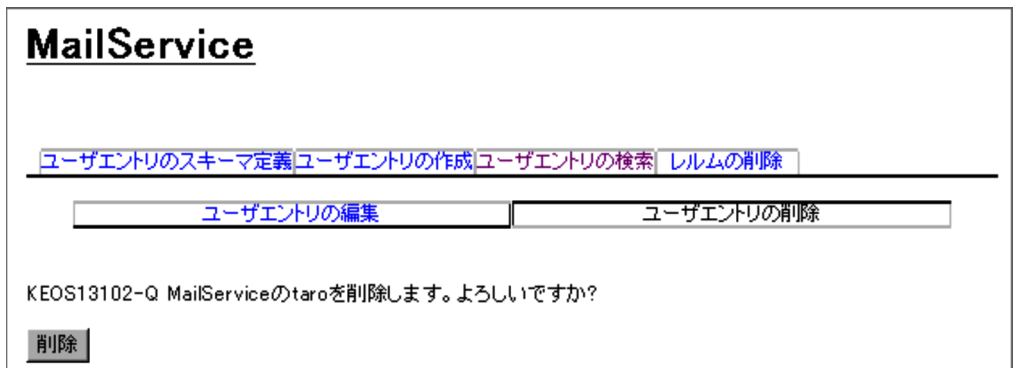 MailService
ユーザエントリのスキーマ定義 ユーザエントリの作成 ユーザエントリの検索 レルムの削除
ユーザエントリの編集 ユーザエントリの削除
KEOS13102-Q MailServiceのtaroを削除します。よろしいですか?
削除